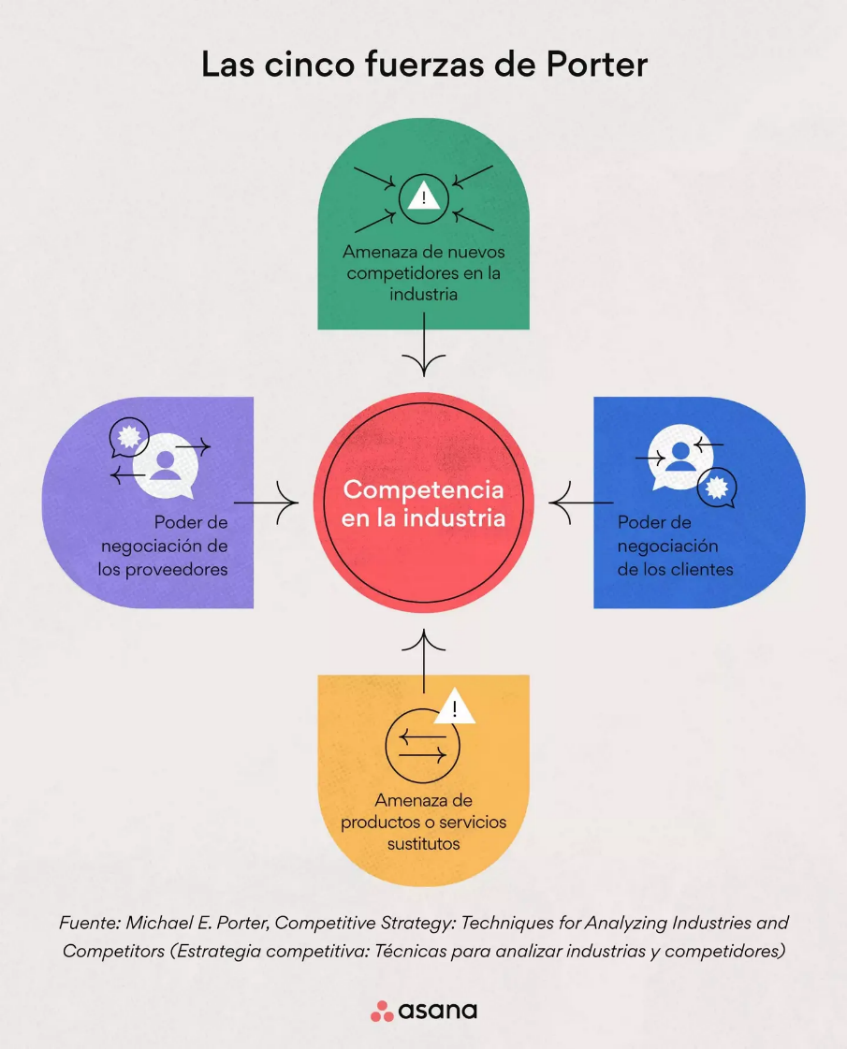 Las cinco fuerzas de Porter
!
Amenaza de nuevos
competidores en la
industria
Poder de
negociación de
los proveedores
Competencia
en la industria
Poder de
negociación
de los clientes
!
Amenaza de
productos o servicios
sustitutos
Fuente: Michael E. Porter, Competitive Strategy: Techniques for Analyzing Industries and
Competitors (Estrategia competitiva: Técnicas para analizar industrias y competidores)
asana